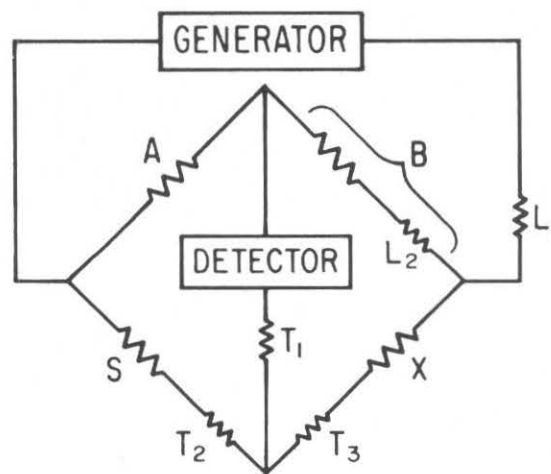 GENERATOR
A
B
L
L₂
DETECTOR
T₁
S
X
T₂
T₃